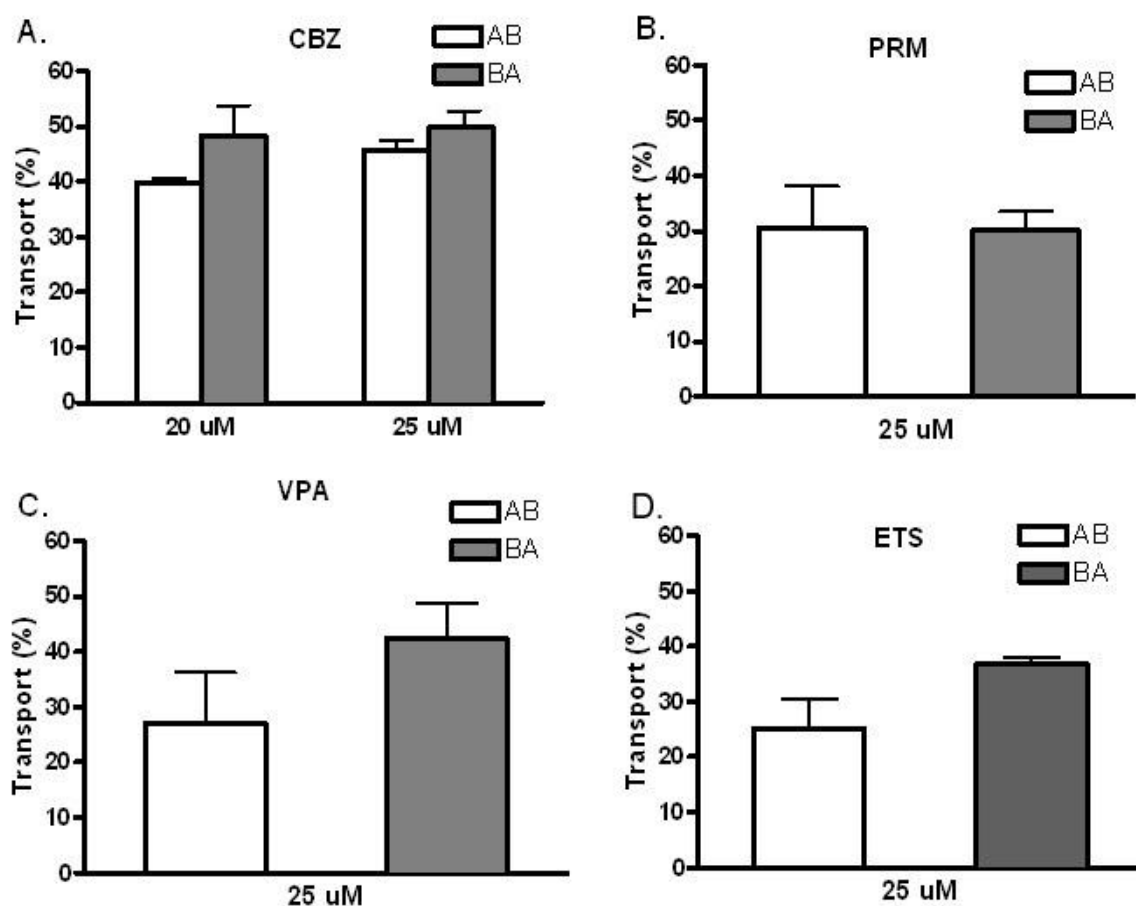 A.
CBZ
AB
BA
Transport (%)
60
50
40
30
20
10
0
20 uM
25 uM
B.
PRM
AB
BA
Transport (%)
60
50
40
30
20
10
0
25 uM
C.
VPA
AB
BA
Transport (%)
60
50
40
30
20
10
0
25 uM
D.
ETS
AB
BA
Transport (%)
60
50
40
30
20
10
0
25 uM